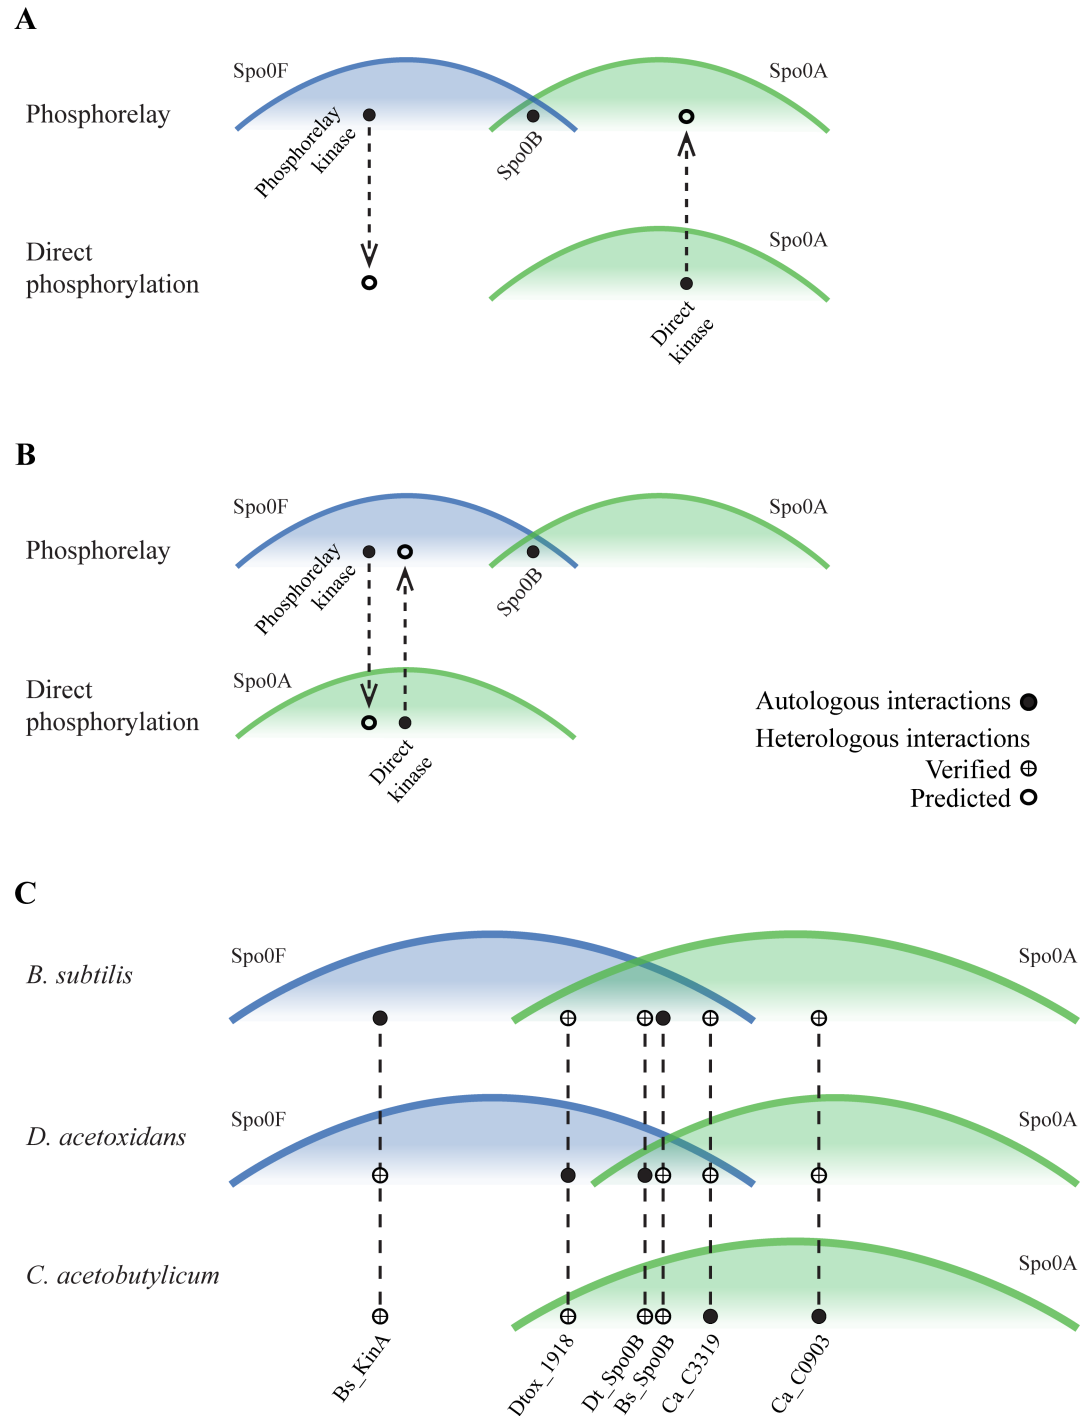 A
Spo0F
Spo0A
Phosphorelay
Phosphorelay
kinase
Spo0B
Direct
phosphorylation
Spo0A
Direct
kinase
B
Spo0F
Spo0A
Phosphorelay
Phosphorelay
kinase
Spo0B
Direct
phosphorylation
Spo0A
Direct
kinase
Autologous interactions
Heterologous interactions
Verified
Predicted
C
B. subtilis
Spo0F
Spo0A
D. acetoxidans
Spo0F
Spo0A
C. acetobutylicum
Spo0A
Bs_KinA
Dtox_1918
Dt_Spo0B
Bs_Spo0B
Ca_C3319
Ca_C0903